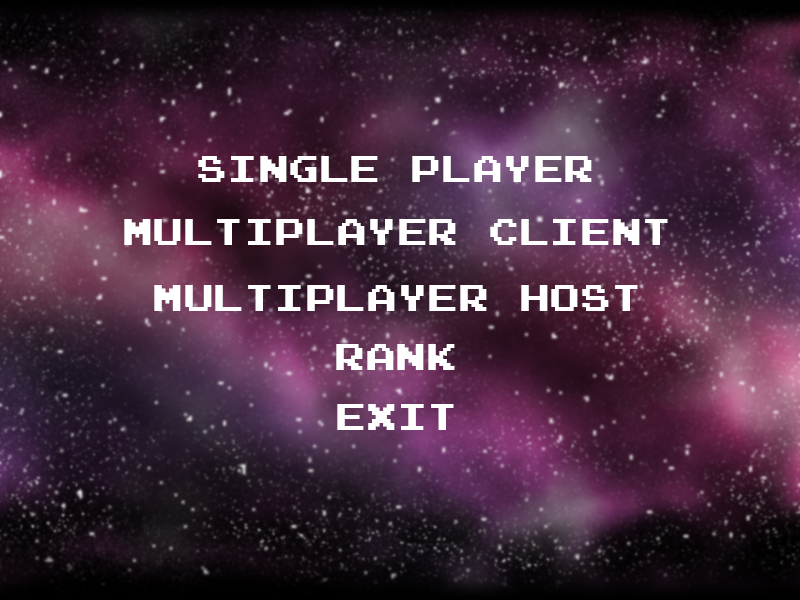 SINGLE PLAYER
MULTIPLAYER CLIENT
MULTIPLAYER HOST
RANK
EXIT